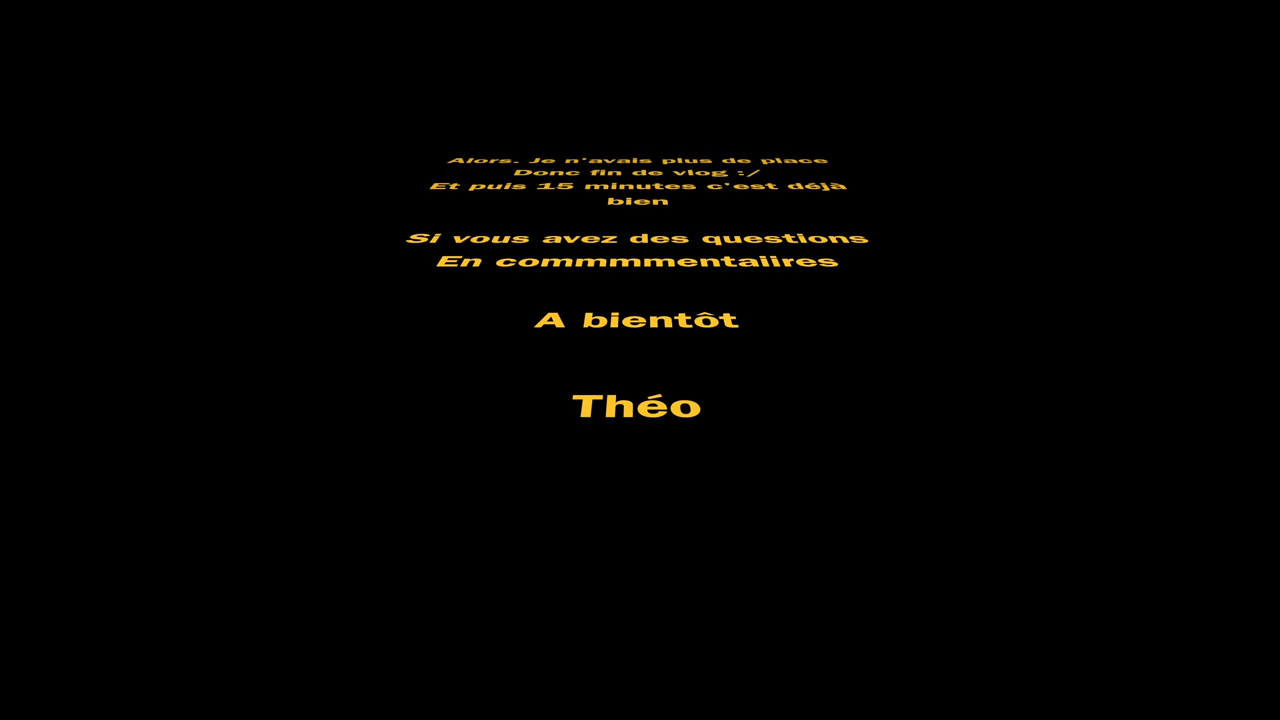 Alors. Je n'avais plus de place
Donc fin de vlog :/
Et puis 15 minutes c'est déjà
bien
Si vous avez des questions
En commmmentaiires
A bientôt
Théo